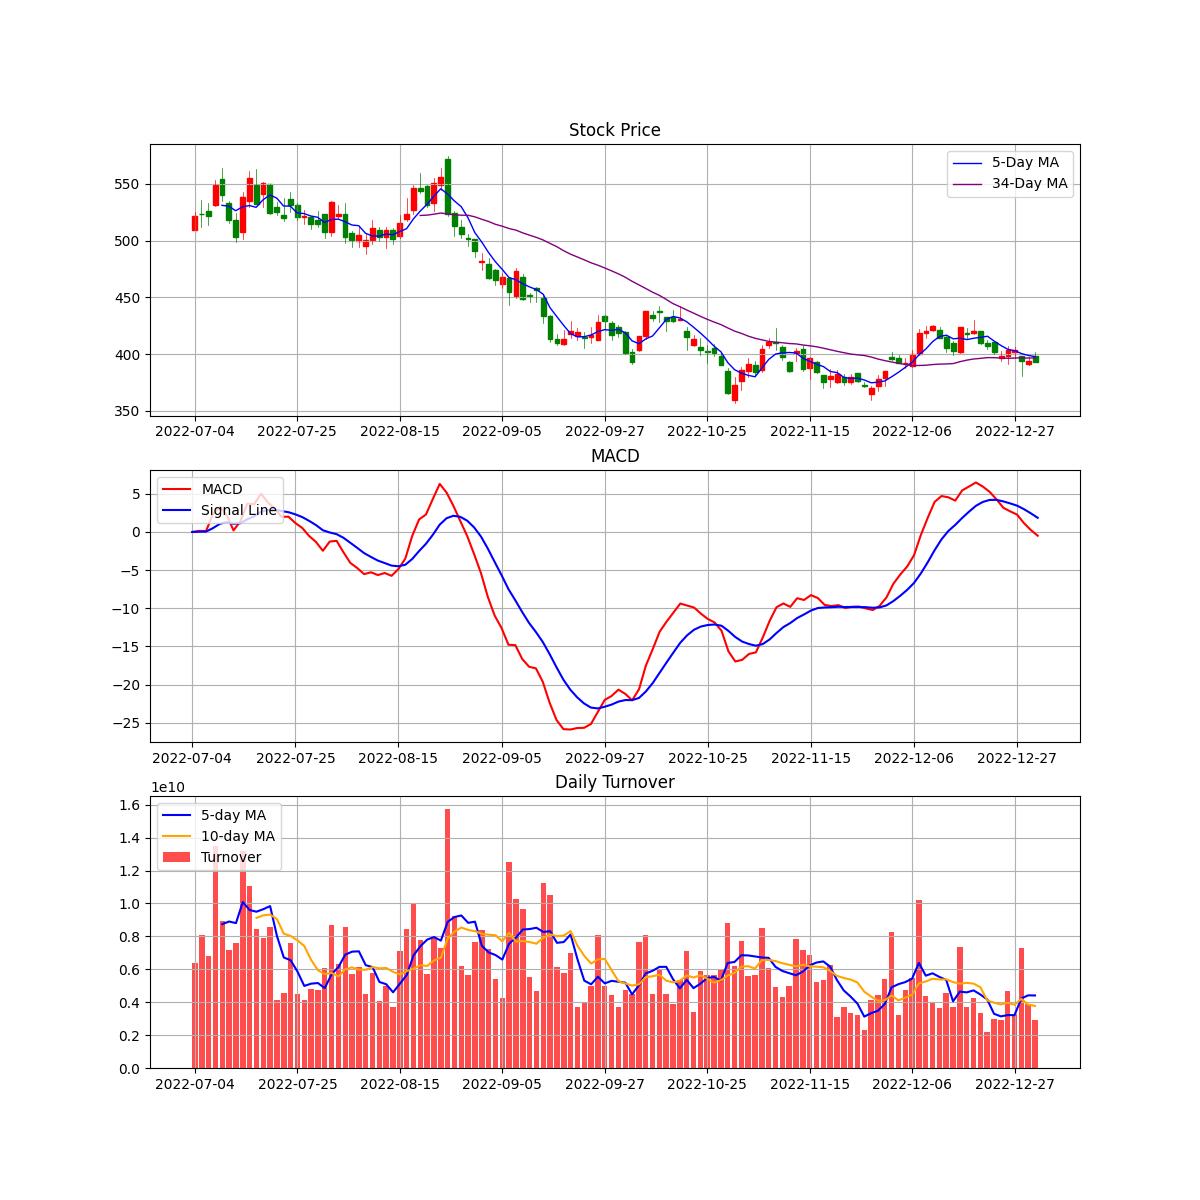 Stock Price
5-Day MA
34-Day MA
550
500
450
400
350
2022-07-04 2022-07-25 2022-08-15 2022-09-05 2022-09-27 2022-10-25 2022-11-15 2022-12-06 2022-12-27
MACD
MACD
Signal Line
5
0
−5
−10
−15
−20
−25
2022-07-04 2022-07-25 2022-08-15 2022-09-05 2022-09-27 2022-10-25 2022-11-15 2022-12-06 2022-12-27
Daily Turnover
1e10
5-day MA
10-day MA
Turnover
1.6
1.4
1.2
1.0
0.8
0.6
0.4
0.2
0.0
2022-07-04 2022-07-25 2022-08-15 2022-09-05 2022-09-27 2022-10-25 2022-11-15 2022-12-06 2022-12-27